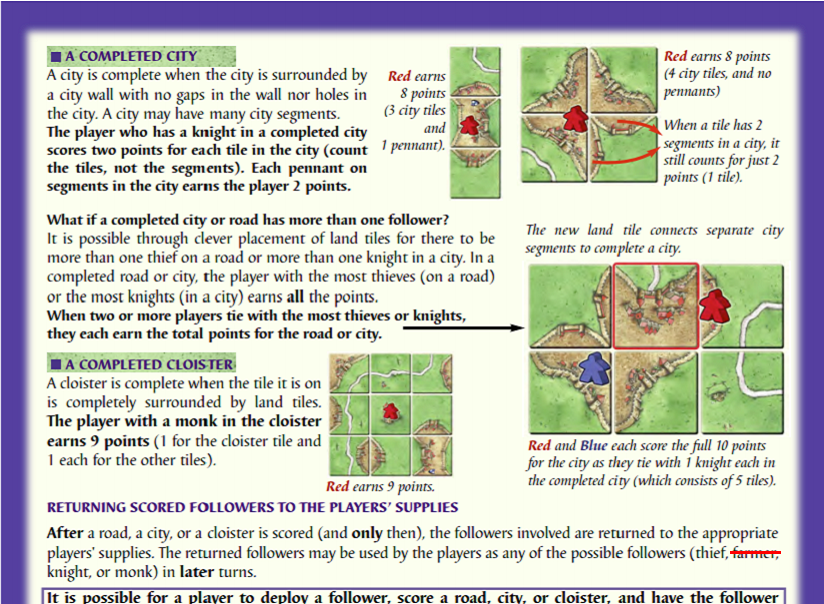 A COMPLETED CITY
A city is complete when the city is surrounded by
a city wall with no gaps in the wall nor holes in
the city. A city may have many city segments.
The player who has a knight in a completed city
scores two points for each tile in the city (count
the tiles, not the segments). Each pennant on
segments in the city earns the player 2 points.
Red earns
8 points
(3 city tiles
and
1 pennant).
Red earns 8 points
(4 city tiles, and no
pennants)
When a tile has 2
segments in a city, it
still counts for just 2
points (1 tile).
What if a completed city or road has more than one follower?
It is possible through clever placement of land tiles for there to be
more than one thief on a road or more than one knight in a city. In a
completed road or city, the player with the most thieves (on a road)
or the most knights (in a city) earns all the points.
When two or more players tie with the most thieves or knights,
they each earn the total points for the road or city.
The new land tile connects separate city
segments to complete a city.
Red and Blue each score the full 10 points
for the city as they tie with 1 knight each in
the completed city (which consists of 5 tiles).
A COMPLETED CLOISTER
A cloister is complete when the tile it is on
is completely surrounded by land tiles.
The player with a monk in the cloister
earns 9 points (1 for the cloister tile and
1 each for the other tiles).
Red earns 9 points.
RETURNING SCORED FOLLOWERS TO THE PLAYERS' SUPPLIES
After a road, a city, or a cloister is scored (and only then), the followers involved are returned to the appropriate
players' supplies. The returned followers may be used by the players as any of the possible followers (thief, farmer,
knight, or monk) in later turns.
It is possible for a player to deploy a follower, score a road, city, or cloister, and have the follower